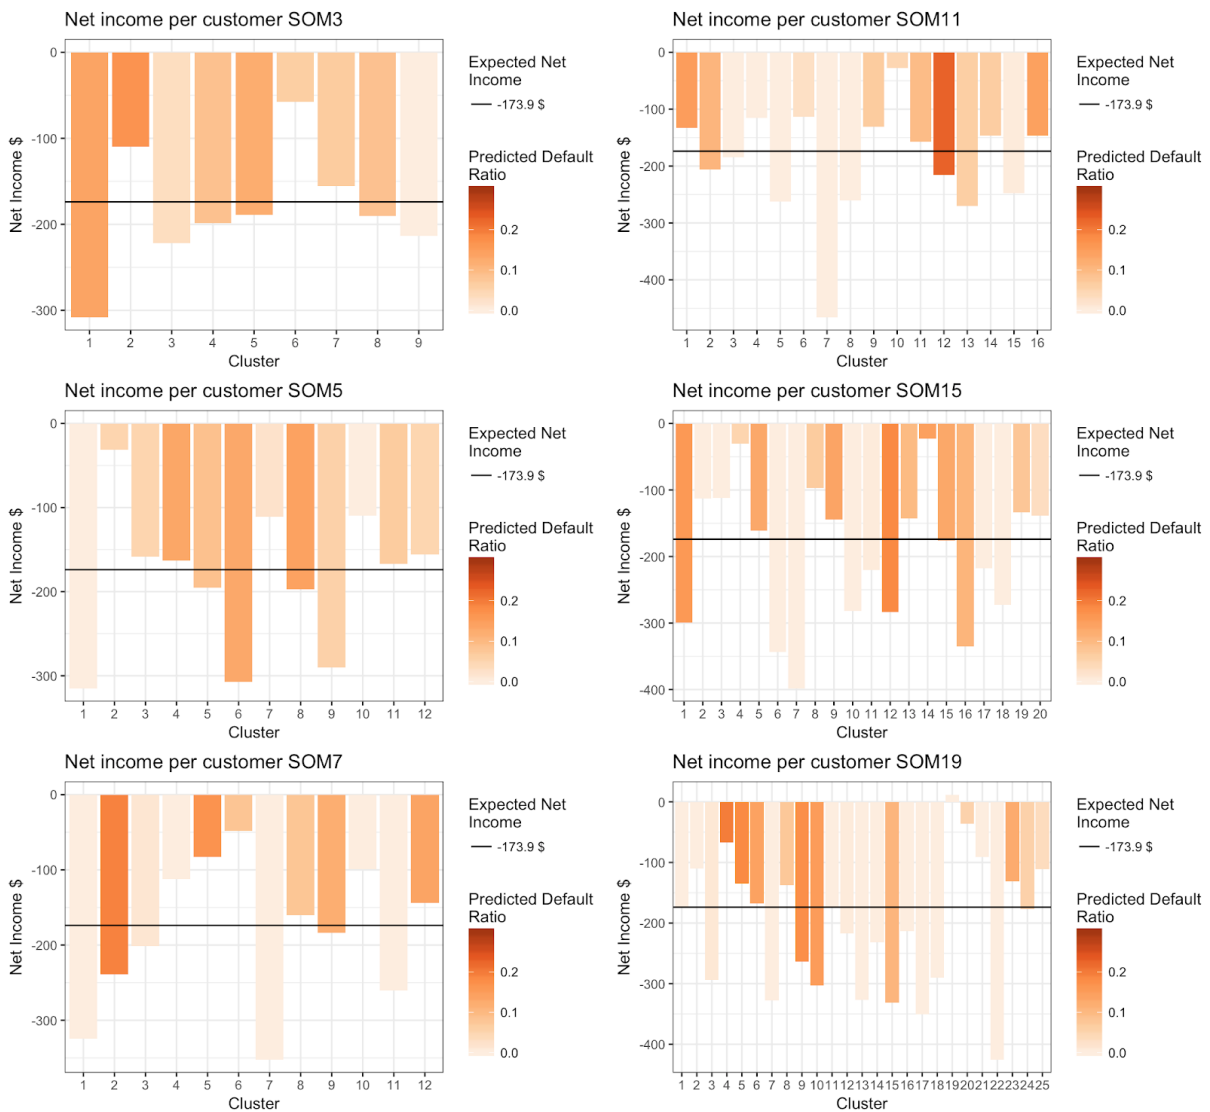 Net income per customer SOM3
Net Income $
0
-100
-200
-300
1 2 3 4 5 6 7 8 9
Cluster
Expected Net
Income
-173.9 $
Predicted Default
Ratio
0.2
0.1
0.0
Net income per customer SOM11
Net Income $
0
-100
-200
-300
-400
1 2 3 4 5 6 7 8 9 10 11 12 13 14 15 16
Cluster
Expected Net
Income
-173.9 $
Predicted Default
Ratio
0.2
0.1
0.0
Net income per customer SOM5
Net Income $
0
-100
-200
-300
1 2 3 4 5 6 7 8 9 10 11 12
Cluster
Expected Net
Income
-173.9 $
Predicted Default
Ratio
0.2
0.1
0.0
Net income per customer SOM15
Net Income $
0
-100
-200
-300
-400
1 2 3 4 5 6 7 8 9 10 11 12 13 14 15 16 17 18 19 20
Cluster
Expected Net
Income
-173.9 $
Predicted Default
Ratio
0.2
0.1
0.0
Net income per customer SOM7
Net Income $
0
-100
-200
-300
1 2 3 4 5 6 7 8 9 10 11 12
Cluster
Expected Net
Income
-173.9 $
Predicted Default
Ratio
0.2
0.1
0.0
Net income per customer SOM19
Net Income $
0
-100
-200
-300
-400
1 2 3 4 5 6 7 8 9 10 11 12 13 14 15 16 17 18 19 20 21 22 23 24 25
Cluster
Expected Net
Income
-173.9 $
Predicted Default
Ratio
0.2
0.1
0.0